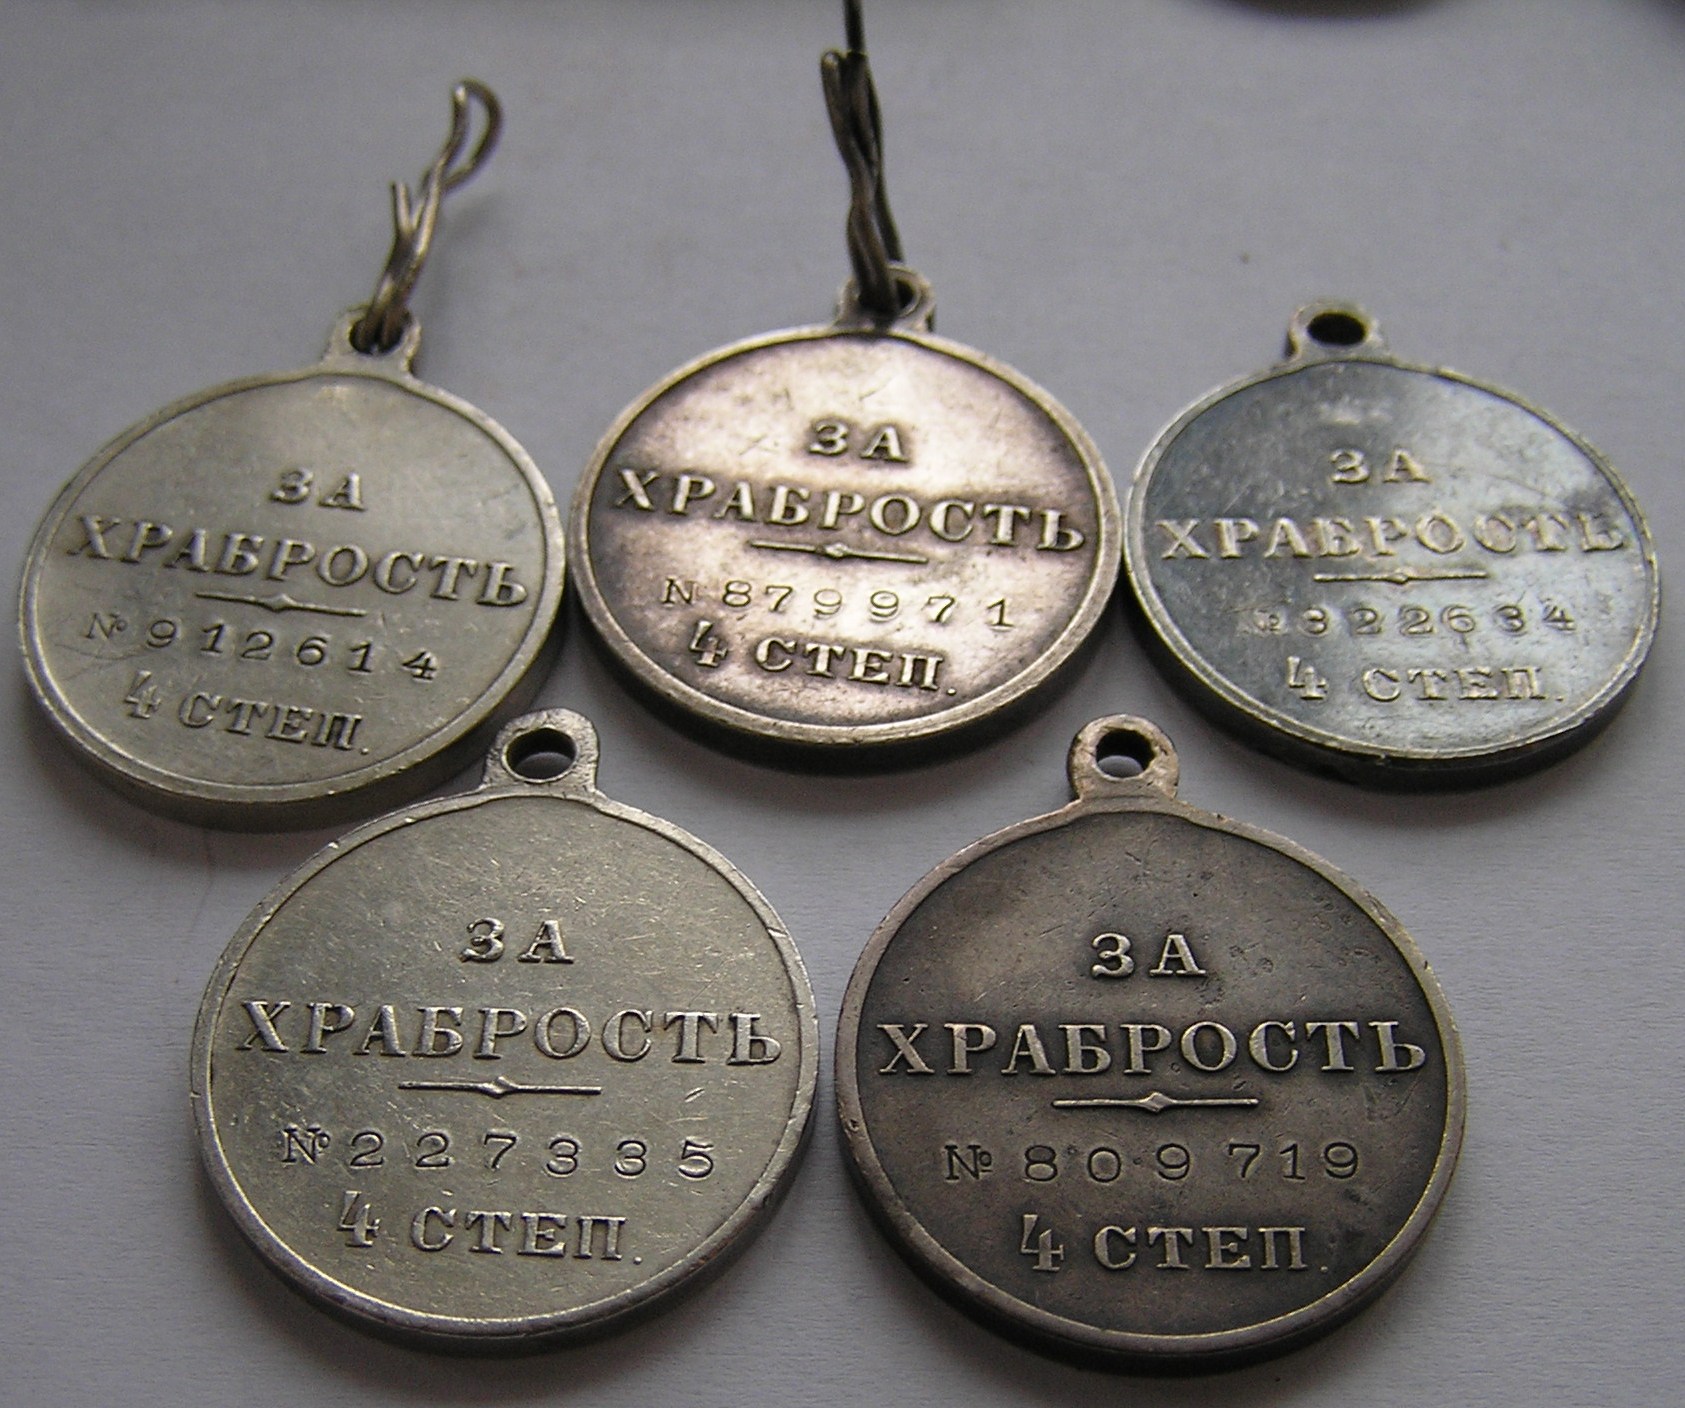 ЗА
ХРАБРОСТЬ
№ 912614
4 СТЕП.
ЗА
ХРАБРОСТЬ
N 879971
4 СТЕП.
ЗА
ХРАБРОСТЬ
№ 322634
4 СТЕП.
ЗА
ХРАБРОСТЬ
№ 227335
4 СТЕП.
ЗА
ХРАБРОСТЬ
№ 809719
4 СТЕП.